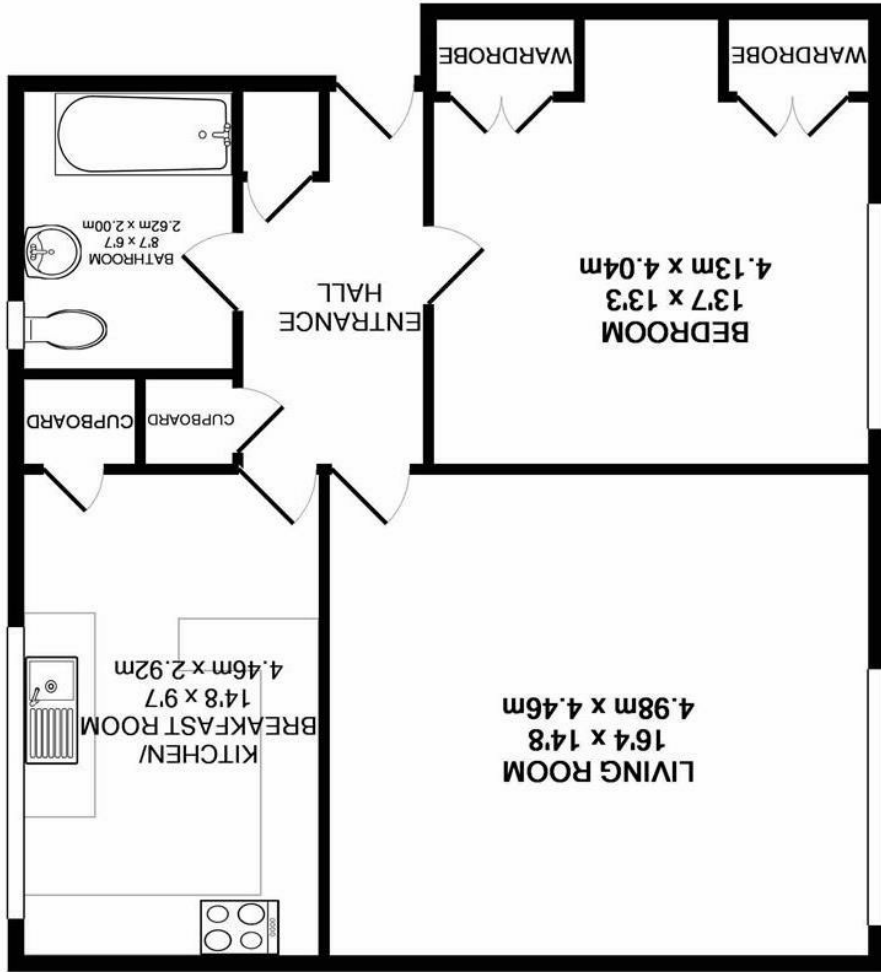 LIVING ROOM
16'4 x 14'8
4.98m x 4.46m
KITCHEN/
BREAKFAST ROOM
14'8 x 9'7
4.46m x 2.92m
CUPBOARD
CUPBOARD
BEDROOM
13'7 x 13'3
4.13m x 4.04m
ENTRANCE
HALL
BATHROOM
8'7 x 6'7
2.62m x 2.00m
WARDROBE
WARDROBE